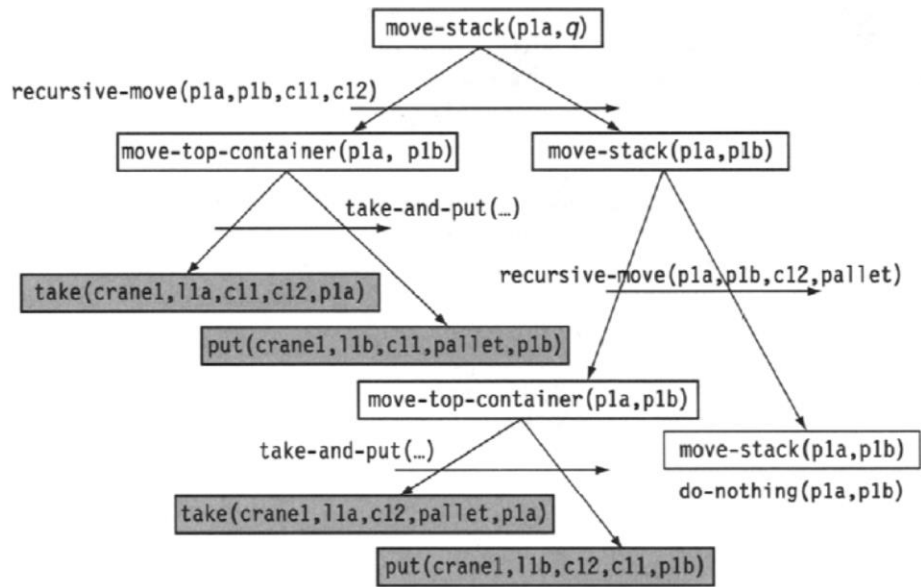 move-stack(p1a,q)
recursive-move(p1a,p1b,c11,c12)
move-top-container(p1a, p1b)
move-stack(p1a,p1b)
take-and-put(…)
recursive-move(p1a,p1b,c12,pallet)
take(crane1,l1a,c11,c12,p1a)
put(crane1,l1b,c11,pallet,p1b)
move-top-container(p1a,p1b)
take-and-put(…)
move-stack(p1a,p1b)
do-nothing(p1a,p1b)
take(crane1,l1a,c12,pallet,p1a)
put(crane1,l1b,c12,c11,p1b)